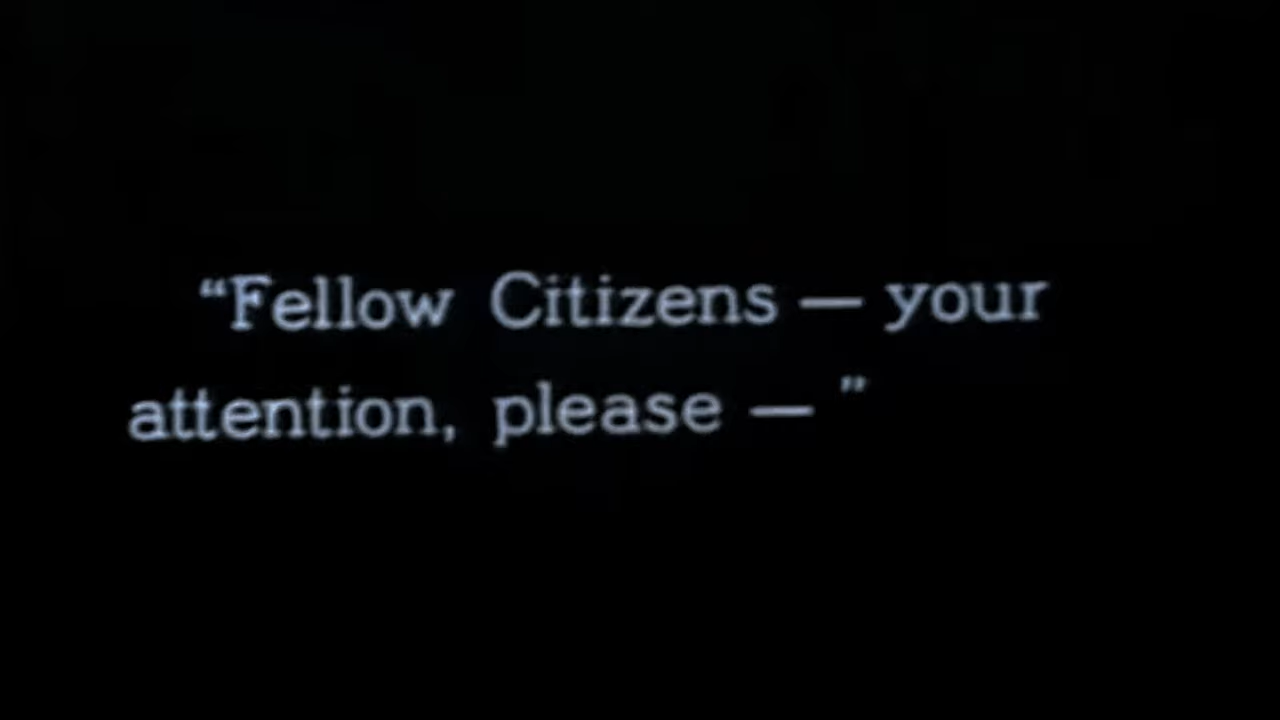 “Fellow Citizens — your
attention, please — ”